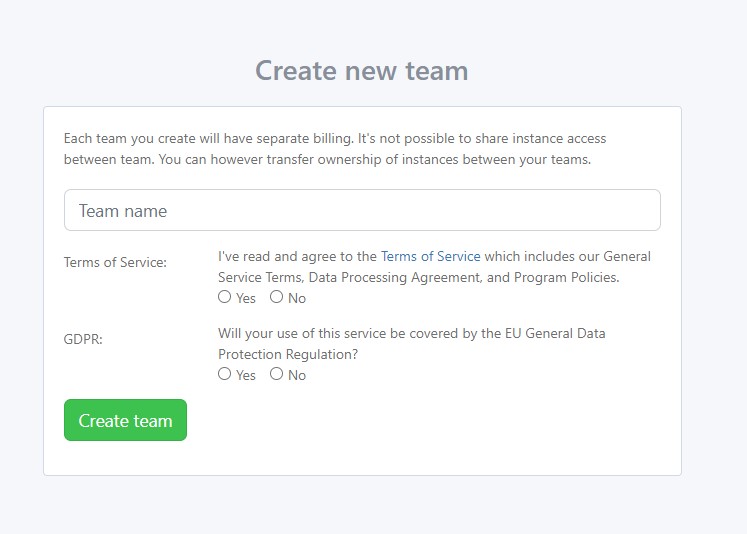 Create new team
Each team you create will have separate billing. It's not possible to share instance access
between team. You can however transfer ownership of instances between your teams.
Team name
Terms of Service:
I've read and agree to the Terms of Service which includes our General
Service Terms, Data Processing Agreement, and Program Policies.
Yes No
GDPR:
Will your use of this service be covered by the EU General Data
Protection Regulation?
Yes No
Create team